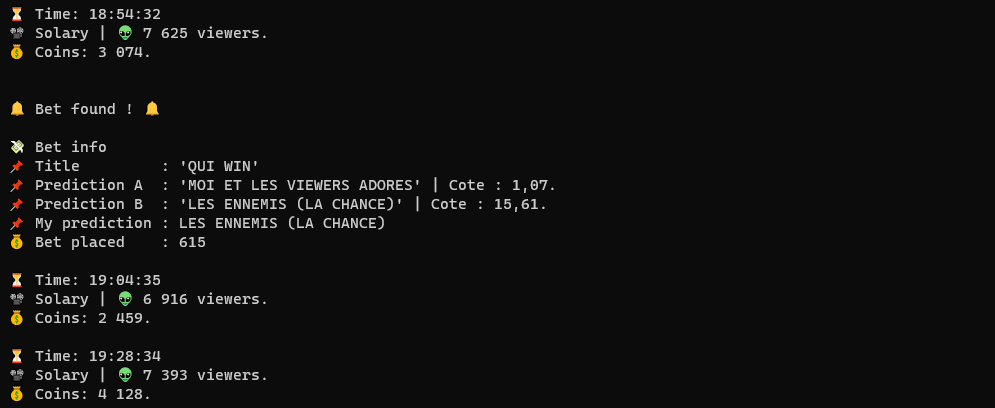 ⏳ Time: 18:54:32
🎥 Solary | 👽 7 625 viewers.
💰 Coins: 3 074.
🔔 Bet found ! 🔔
💸 Bet info
📌 Title : 'QUI WIN'
📌 Prediction A : 'MOI ET LES VIEWERS ADORES' | Cote : 1,07.
📌 Prediction B : 'LES ENNEMIS (LA CHANCE)' | Cote : 15,61.
📌 My prediction : LES ENNEMIS (LA CHANCE)
💰 Bet placed : 615
⏳ Time: 19:04:35
🎥 Solary | 👽 6 916 viewers.
💰 Coins: 2 459.
⏳ Time: 19:28:34
🎥 Solary | 👽 7 393 viewers.
💰 Coins: 4 128.